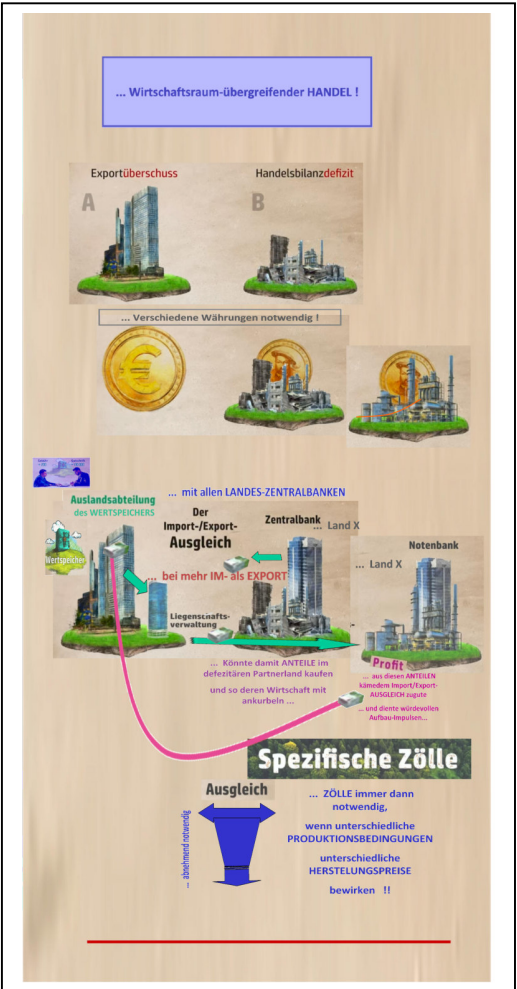 ... Wirtschaftsraum-übergreifender HANDEL !
Exportüberschuss
Handelsbilanzdefizit
A
B
... Verschiedene Währungen notwendig !
€
... mit allen LANDES-ZENTRALBANKEN
Auslandsabteilung
des WERTSPEICHERS
Wertspeicher
Der
Import-/Export-
Ausgleich
Zentralbank
... Land X
Notenbank
... Land X
... bei mehr IM- als EXPORT
Liegenschafts-
verwaltung
... Könnte damit ANTEILE im
defezitären Partnerland kaufen
und so deren Wirtschaft mit
ankurbeln ...
Profit
... aus diesen ANTEILEN
kämedem Import/Export-
AUSGLEICH zugute
... und diente würdevollen
Aufbau-Impulsen...
Spezifische Zölle
Ausgleich
... abnehmend notwendig
... ZÖLLE immer dann
notwendig,
wenn unterschiedliche
PRODUKTIONSBEDINGUNGEN
unterschiedliche
HERSTELUNGSPREISE
bewirken !!